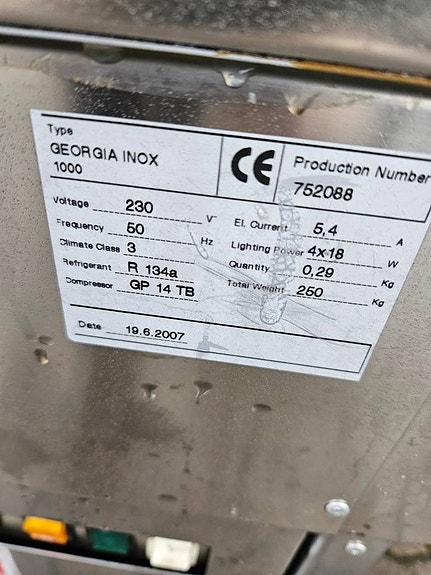 Type
GEORGIA INOX
1000
CE
Production Number
752088
Voltage 230 V
El. Current 5,4 A
Frequency 50 Hz
Lighting Power 4x18 W
Climate Class 3
Quantity 0,29 Kg
Refrigerant R 134a
Total Weight 250 Kg
Compressor GP 14 TB
Date 19.6.2007